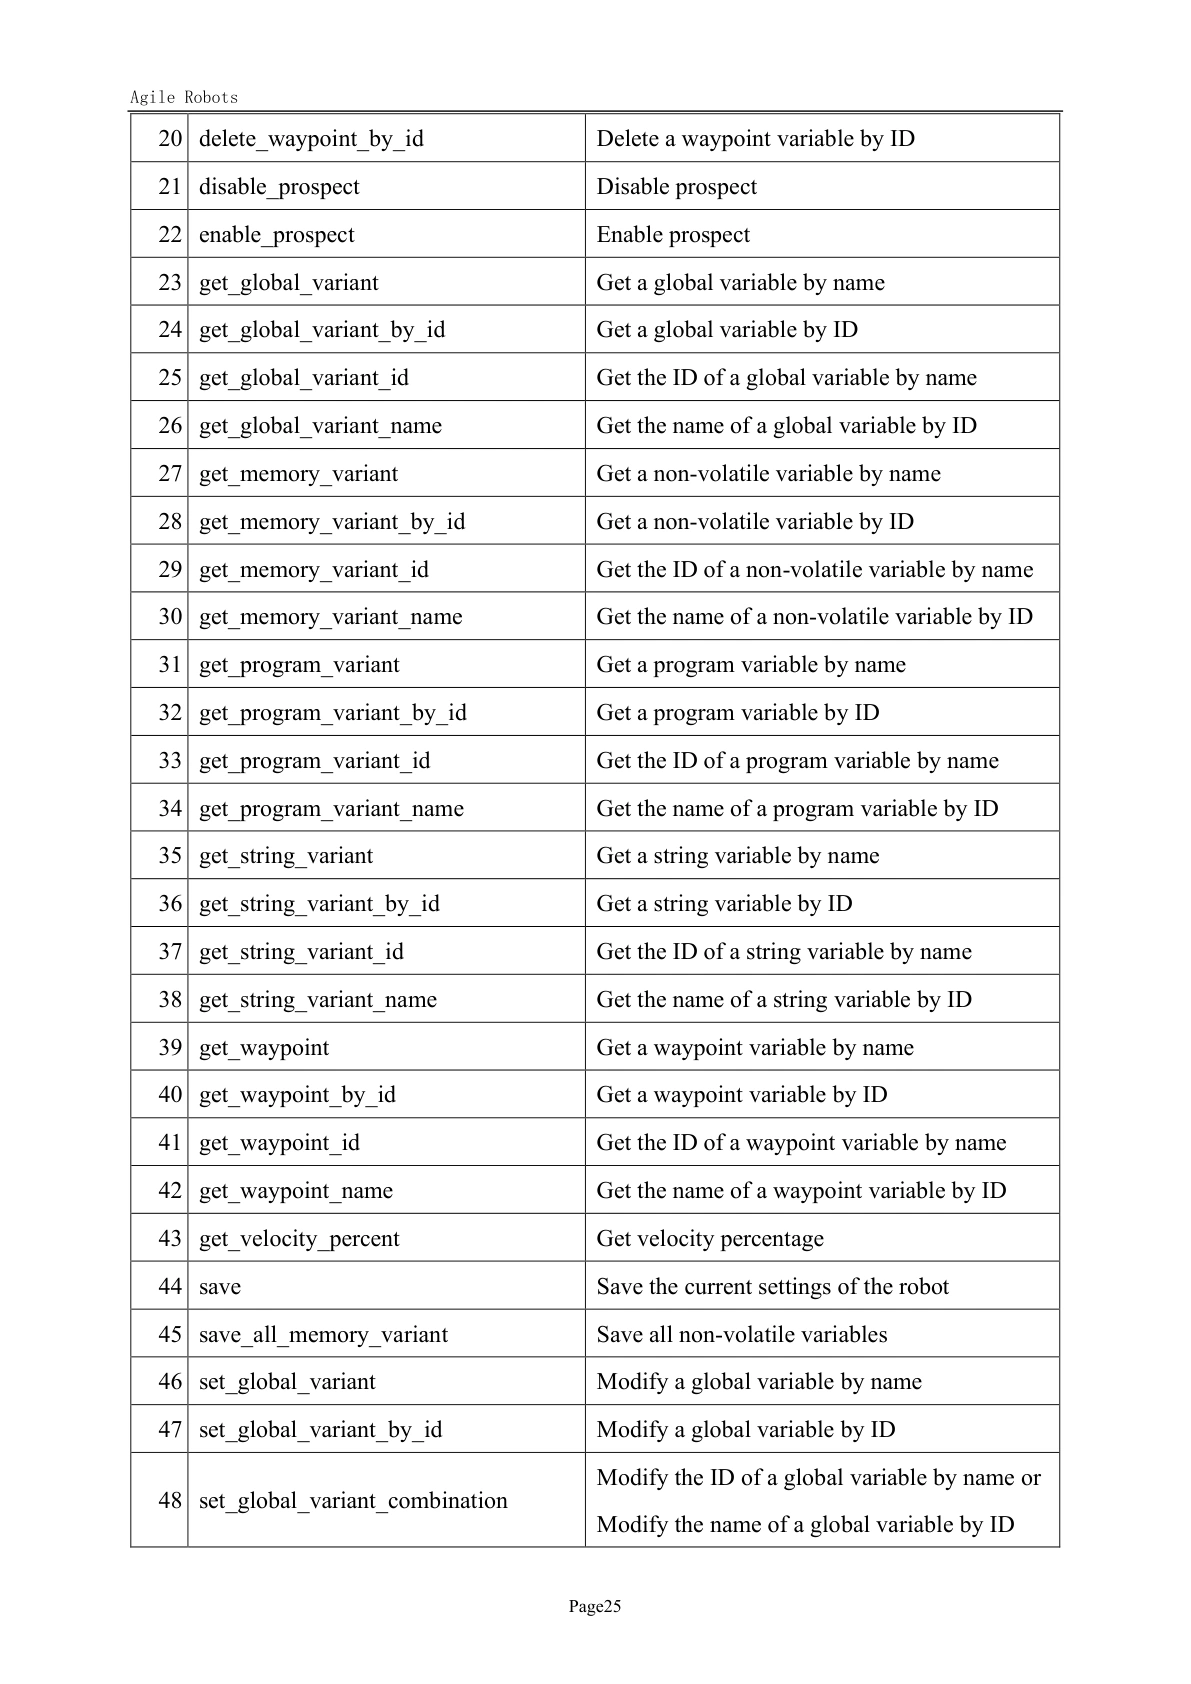 Agile Robots
20 delete_waypoint_by_id Delete a waypoint variable by ID
21 disable_prospect Disable prospect
22 enable_prospect Enable prospect
23 get_global_variant Get a global variable by name
24 get_global_variant_by_id Get a global variable by ID
25 get_global_variant_id Get the ID of a global variable by name
26 get_global_variant_name Get the name of a global variable by ID
27 get_memory_variant Get a non-volatile variable by name
28 get_memory_variant_by_id Get a non-volatile variable by ID
29 get_memory_variant_id Get the ID of a non-volatile variable by name
30 get_memory_variant_name Get the name of a non-volatile variable by ID
31 get_program_variant Get a program variable by name
32 get_program_variant_by_id Get a program variable by ID
33 get_program_variant_id Get the ID of a program variable by name
34 get_program_variant_name Get the name of a program variable by ID
35 get_string_variant Get a string variable by name
36 get_string_variant_by_id Get a string variable by ID
37 get_string_variant_id Get the ID of a string variable by name
38 get_string_variant_name Get the name of a string variable by ID
39 get_waypoint Get a waypoint variable by name
40 get_waypoint_by_id Get a waypoint variable by ID
41 get_waypoint_id Get the ID of a waypoint variable by name
42 get_waypoint_name Get the name of a waypoint variable by ID
43 get_velocity_percent Get velocity percentage
44 save Save the current settings of the robot
45 save_all_memory_variant Save all non-volatile variables
46 set_global_variant Modify a global variable by name
47 set_global_variant_by_id Modify a global variable by ID
48 set_global_variant_combination Modify the ID of a global variable by name or
Modify the name of a global variable by ID
Page25